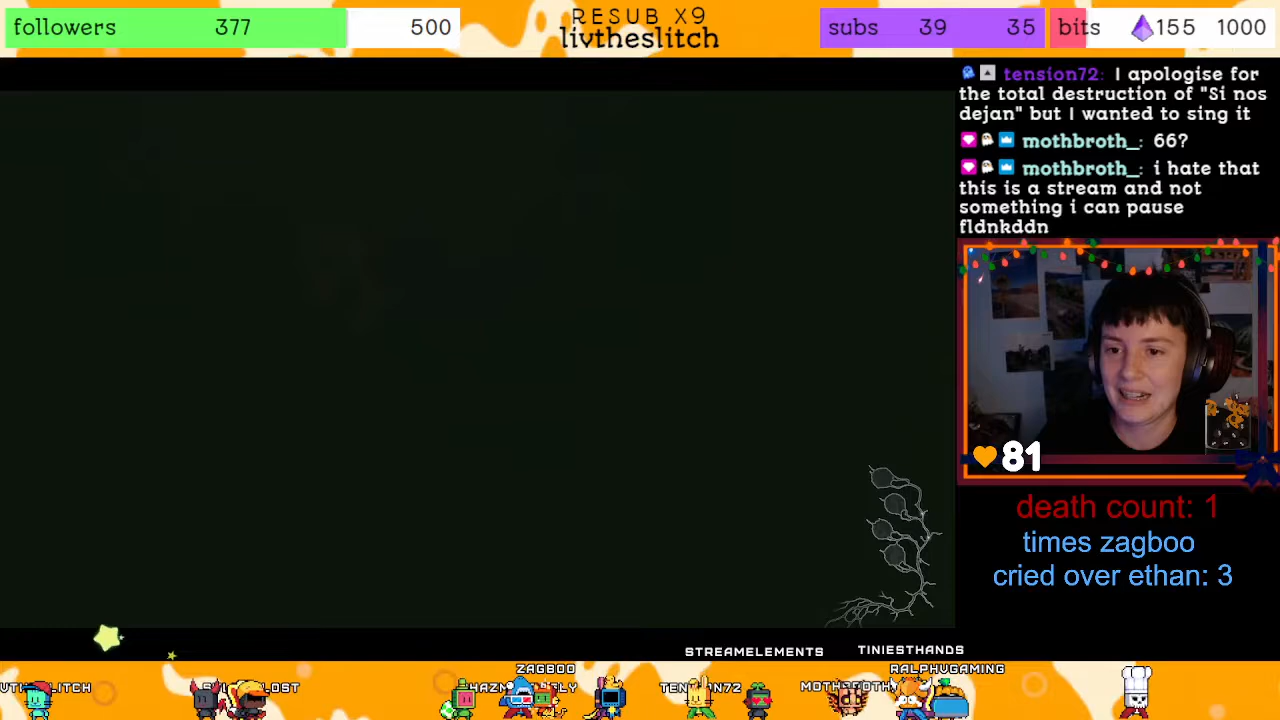 followers 377 500
RESUB X9
livtheslitch
subs 39 35
bits 155 1000
tension72: I apologise for
the total destruction of "Si nos
dejan" but I wanted to sing it
mothbroth_: 66?
mothbroth_: i hate that
this is a stream and not
something i can pause
fldnkddn
81
death count: 1
times zagboo
cried over ethan: 3
STREAMELEMENTS
TINIESTHANDS
ZAGBOO
RALPHVGAMING
TENSION72